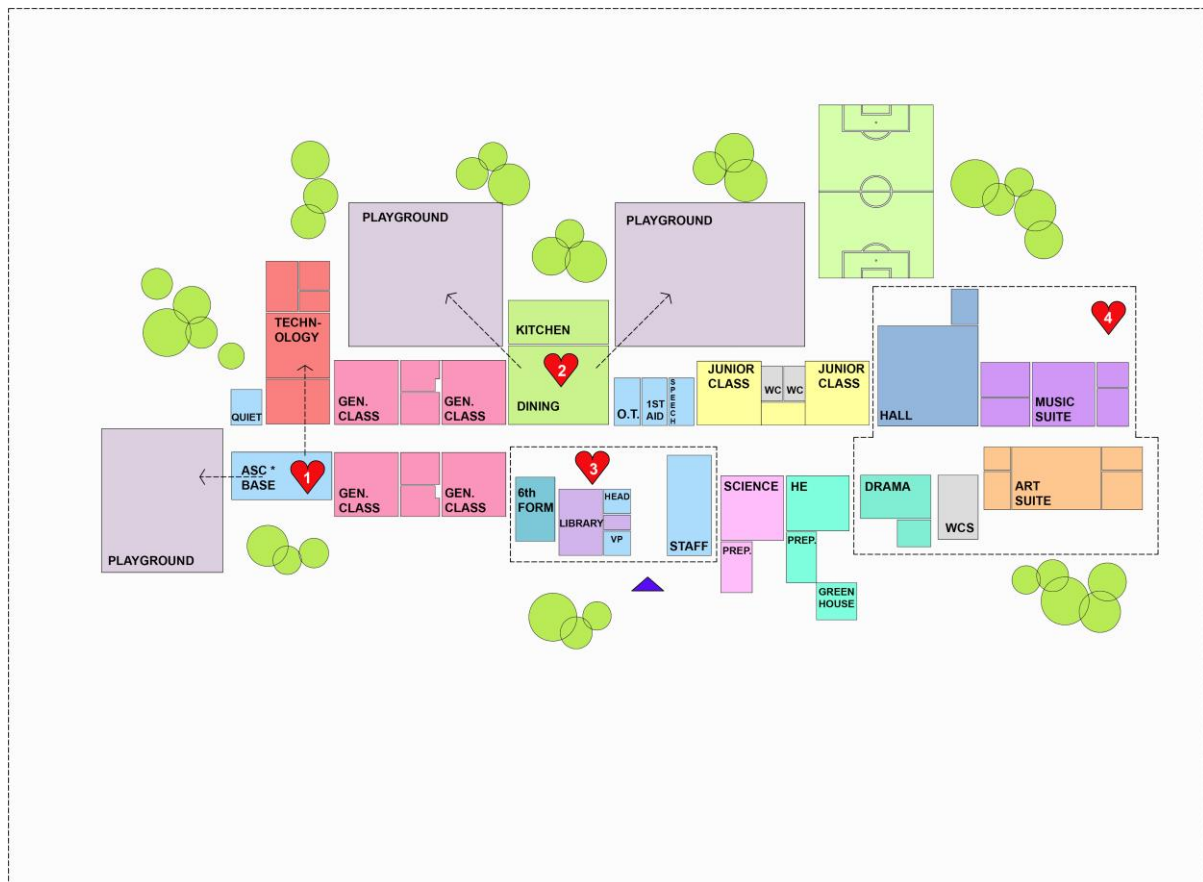 PLAYGROUND
PLAYGROUND
TECHN-
OLOGY
KITCHEN
2
DINING
4
GEN.
CLASS
GEN.
CLASS
QUIET
O.T.
1ST
AID
SPEECH
JUNIOR
CLASS
WC
WC
JUNIOR
CLASS
HALL
MUSIC
SUITE
ASC *
BASE
1
GEN.
CLASS
GEN.
CLASS
3
6th
FORM
LIBRARY
HEAD
VP
STAFF
SCIENCE
PREP.
HE
PREP.
GREEN
HOUSE
DRAMA
WCS
ART
SUITE
PLAYGROUND